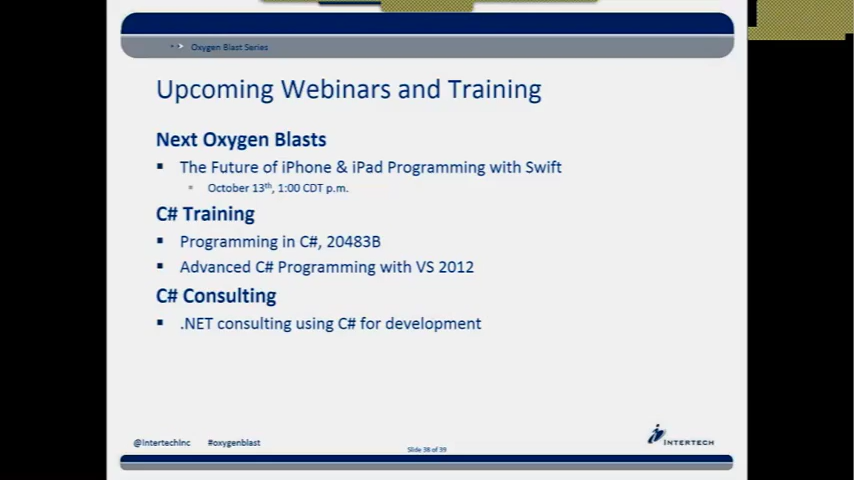 Oxygen Blast Series
Upcoming Webinars and Training
Next Oxygen Blasts
The Future of iPhone & iPad Programming with Swift
October 13th, 1:00 CDT p.m.
C# Training
Programming in C#, 20483B
Advanced C# Programming with VS 2012
C# Consulting
.NET consulting using C# for development
@IntertechInc #oxygenblast
Slide 38 of 39
INTERTECH